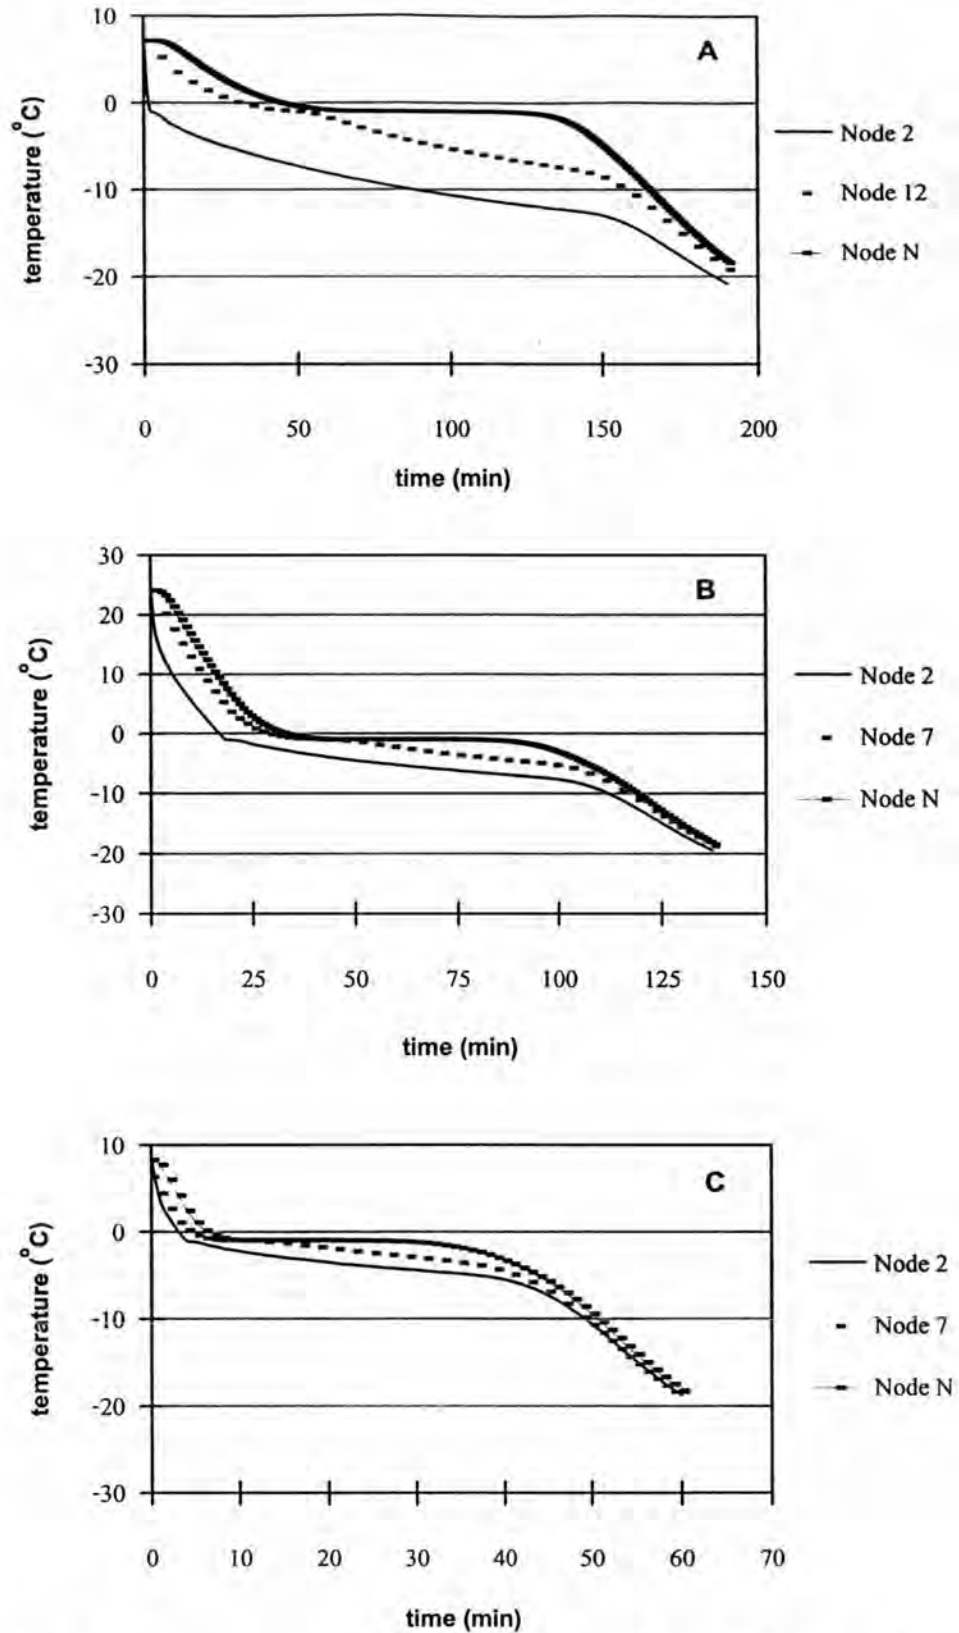 10
A
0
-10
-20
-30
temperature (°C)
Node 2
Node 12
Node N
0 50 100 150 200
time (min)
30
B
20
10
0
-10
-20
-30
temperature (°C)
Node 2
Node 7
Node N
0 25 50 75 100 125 150
time (min)
10
C
0
-10
-20
-30
temperature (°C)
Node 2
Node 7
Node N
0 10 20 30 40 50 60 70
time (min)